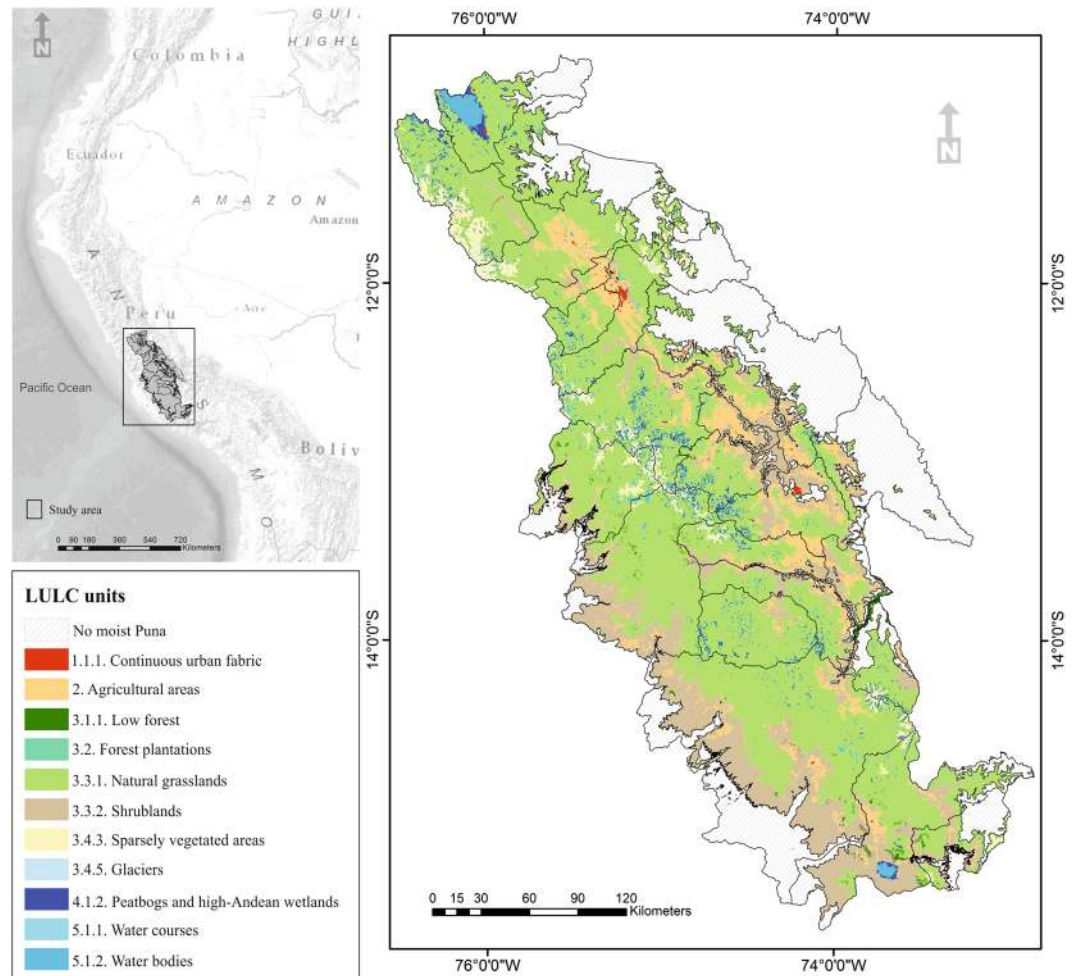 N
GUI
HIGHL
Colombia
Ecuador
AMAZON
Amazon
AN
Peru
Pacific Ocean
S
M
O
Boliv
Study area
0 90 180 360 540 720
Kilometers
LULC units
No moist Puna
1.1.1. Continuous urban fabric
2. Agricultural areas
3.1.1. Low forest
3.2. Forest plantations
3.3.1. Natural grasslands
3.3.2. Shrublands
3.4.3. Sparsely vegetated areas
3.4.5. Glaciers
4.1.2. Peatbogs and high-Andean wetlands
5.1.1. Water courses
5.1.2. Water bodies
76°0'0"W 74°0'0"W
N
12°0'0"S 12°0'0"S
14°0'0"S 14°0'0"S
0 15 30 60 90 120
Kilometers
76°0'0"W 74°0'0"W